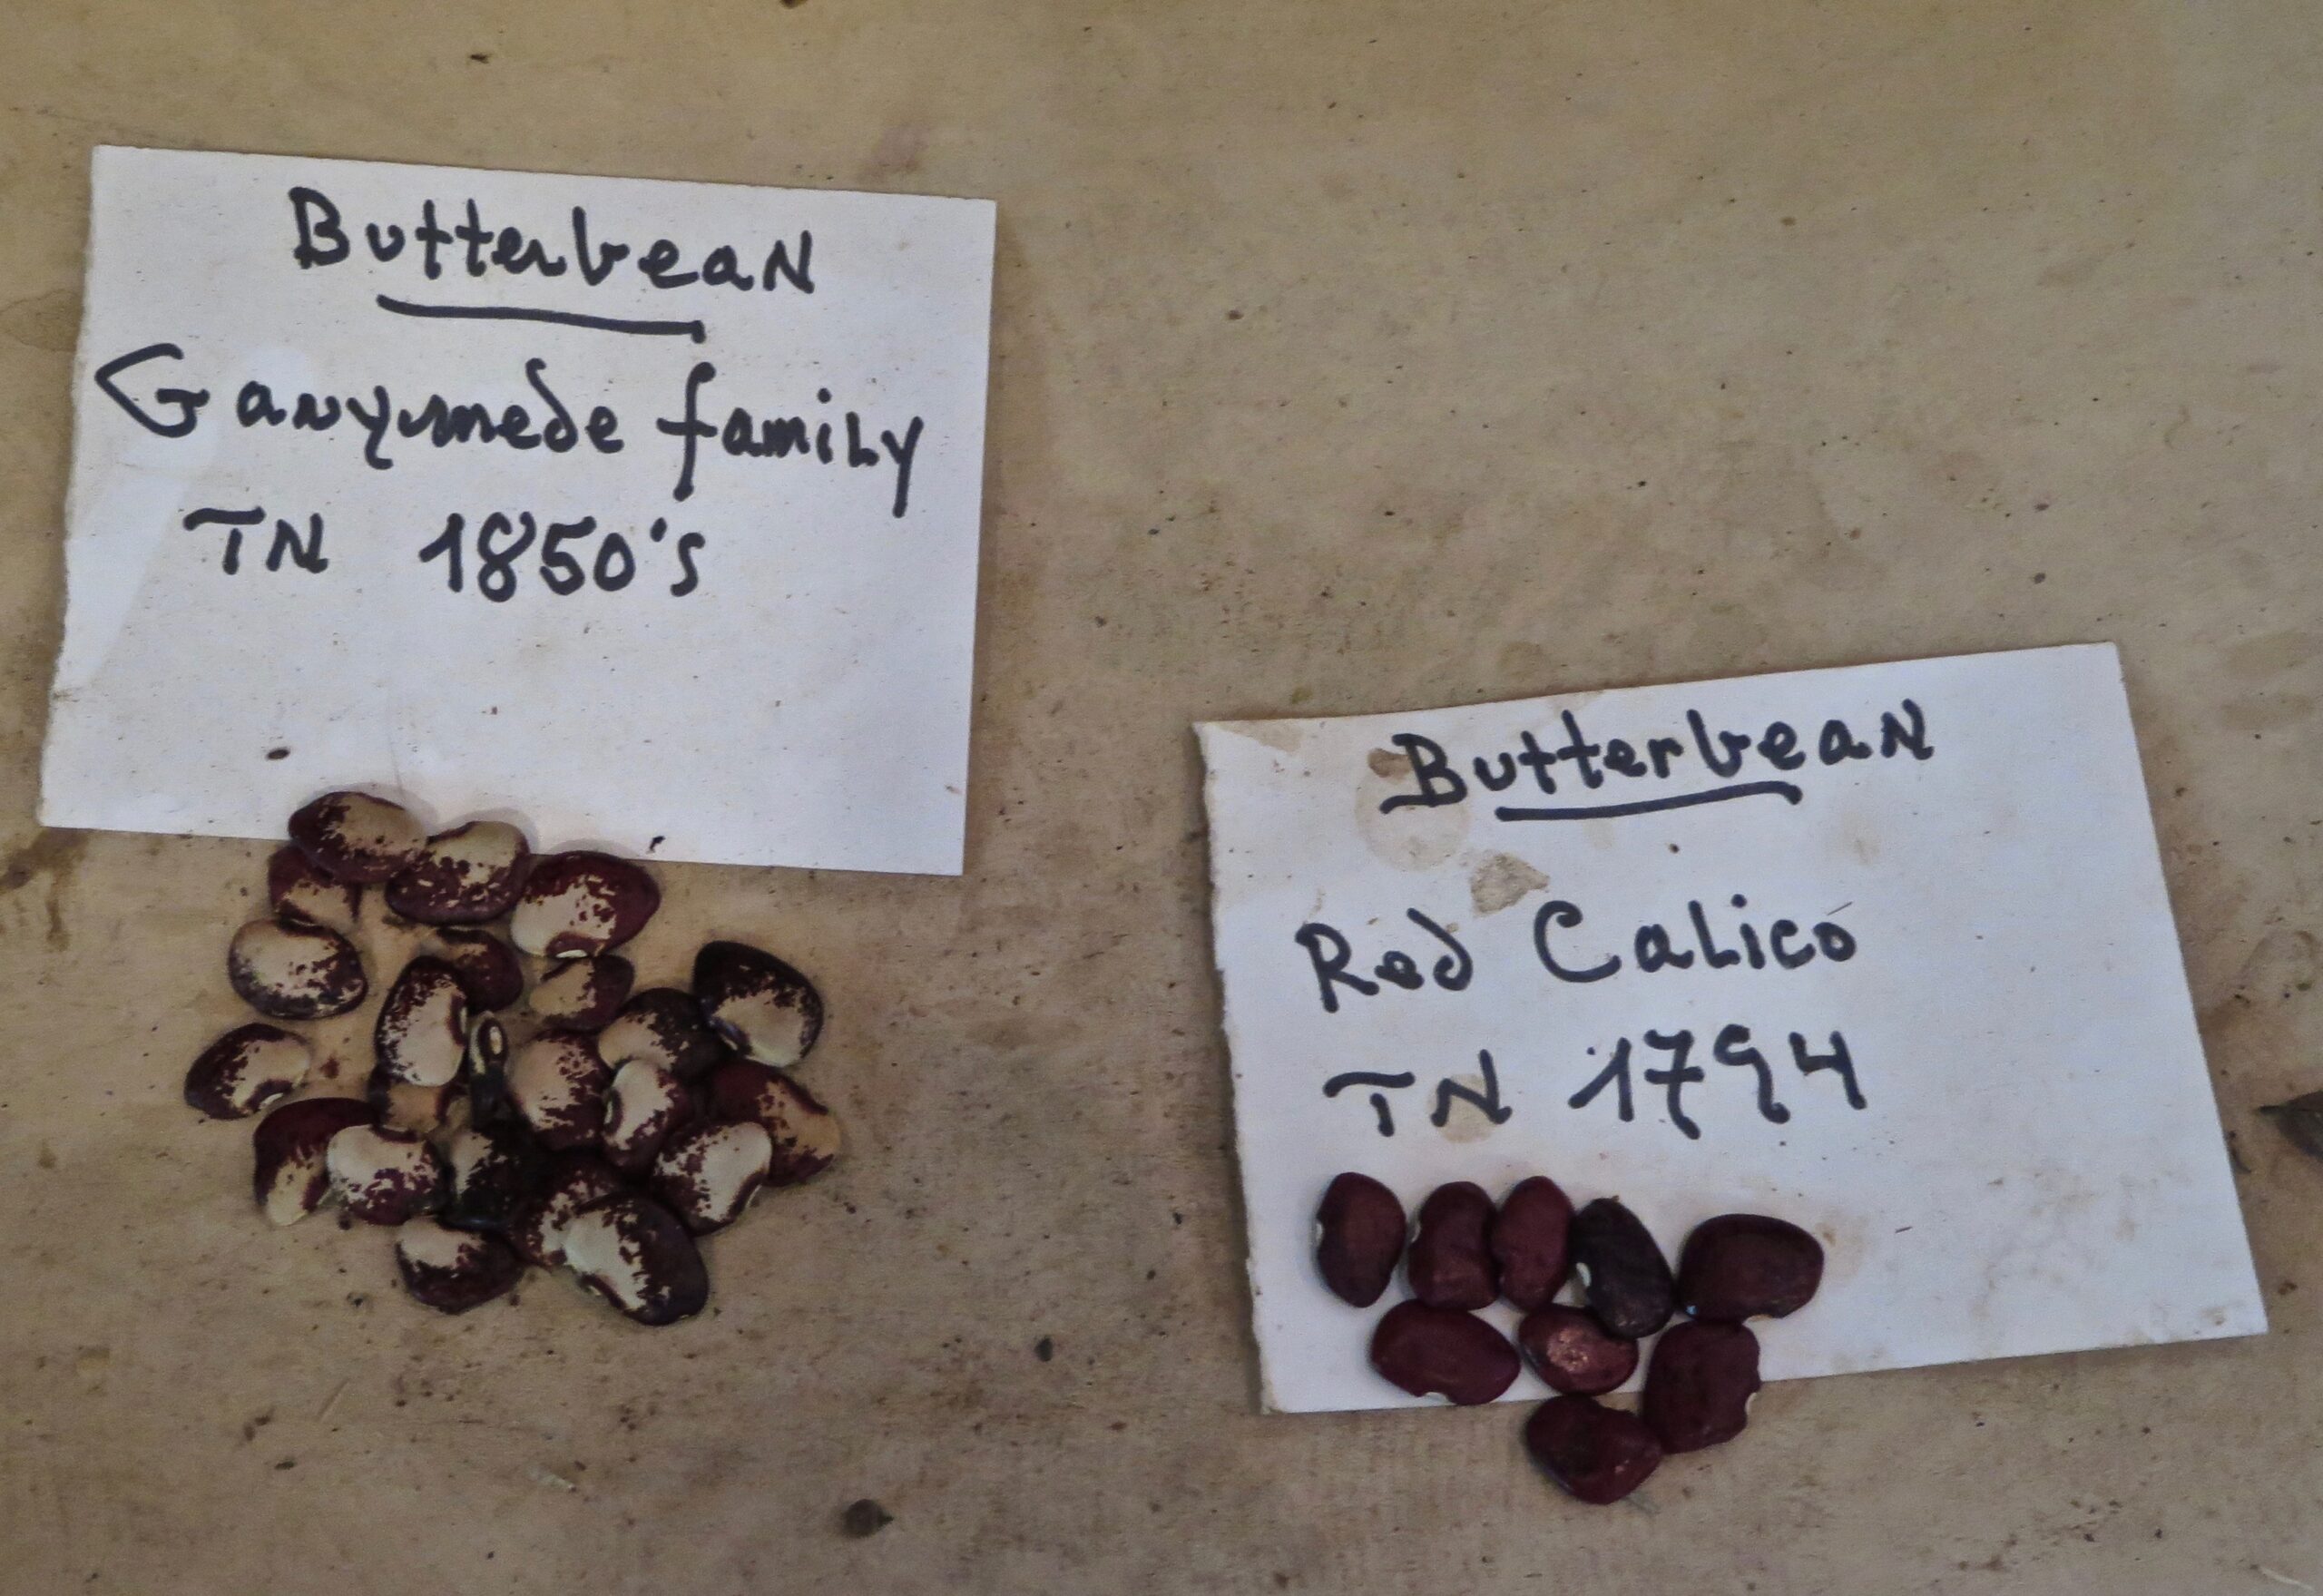 ButterbeaN
Ganymede family
TN 1850's
ButterbeaN
Red Calico
TN 1794